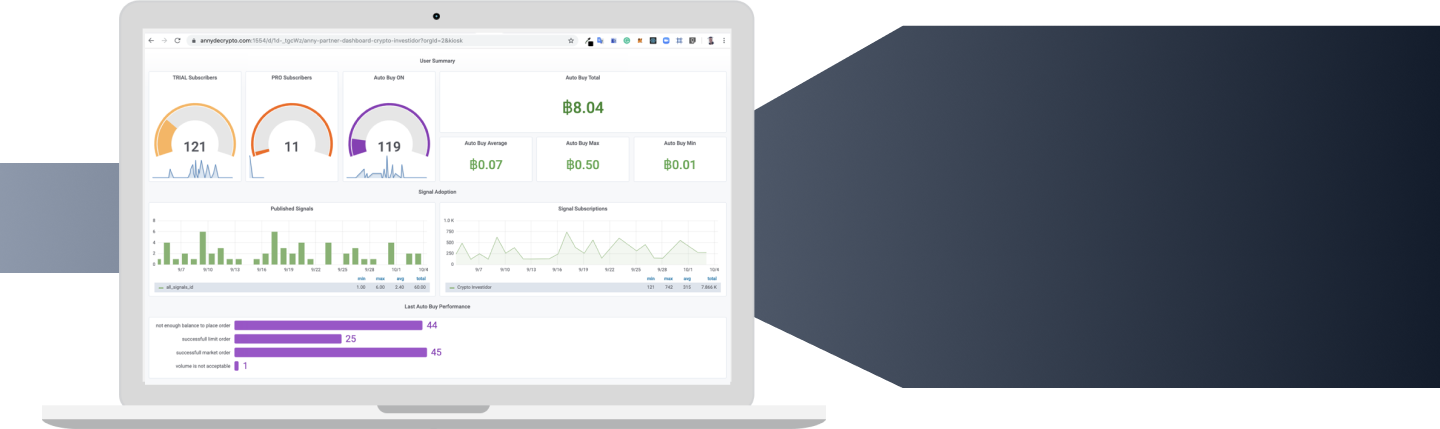 annydecrypto.com:1564/d/1d-_tgcWz/anny-partner-dashboard-crypto-investidor?orgId=2&kiosk
User Summary
TRIAL Subscribers
PRO Subscribers
Auto Buy ON
Auto Buy Total
121
11
119
฿8.04
Auto Buy Average
Auto Buy Max
Auto Buy Min
฿0.07
฿0.50
฿0.01
Signal Adoption
Published Signals
8
6
4
2
0
9/7 9/10 9/13 9/16 9/19 9/22 9/25 9/28 10/1 10/4
min max avg total
all_signals_id 1.00 6.00 2.40 60.00
Signal Subscriptions
1.0 K
750
500
250
0
9/7 9/10 9/13 9/16 9/19 9/22 9/25 9/28 10/1 10/4
min max avg total
Crypto Investidor 121 742 315 7.866 K
Last Auto Buy Performance
not enough balance to place order 44
successfull limit order 25
successfull market order 45
volume is not acceptable 1